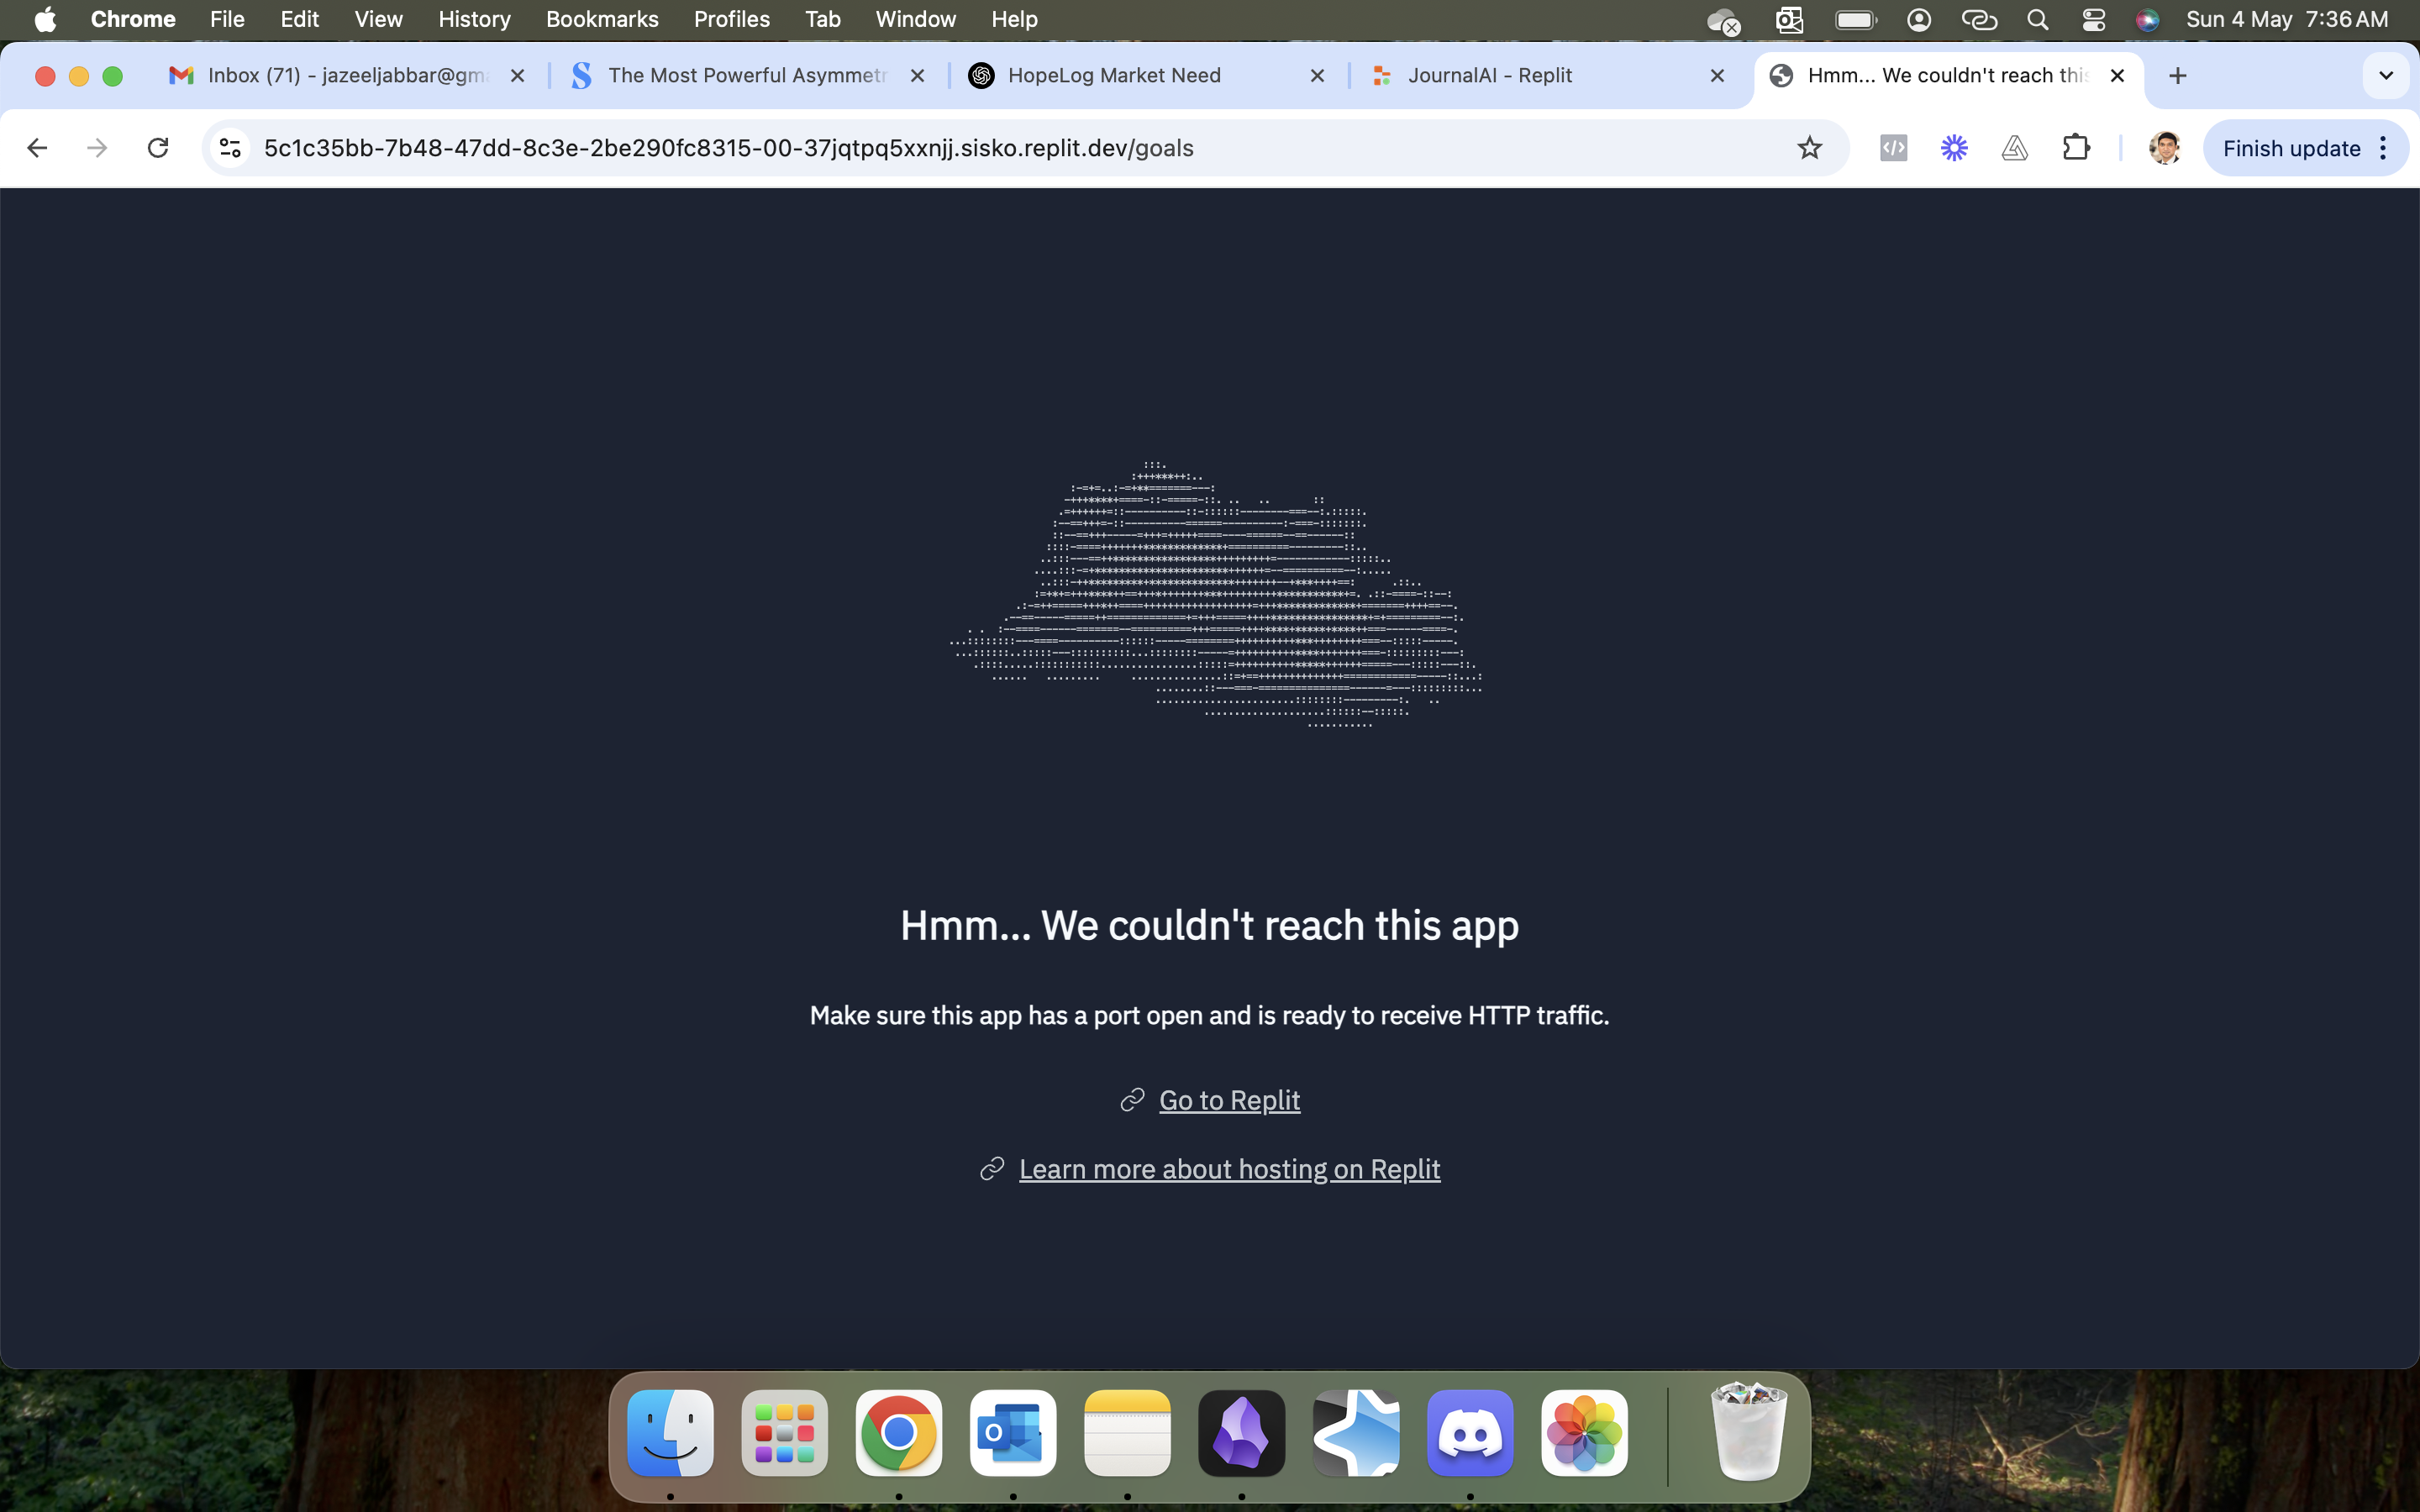 Chrome File Edit View History Bookmarks Profiles Tab Window Help Sun 4 May 7:36 AM
Inbox (71) - jazeeljabbar@gm The Most Powerful Asymmetr HopeLog Market Need JournalAI - Replit Hmm... We couldn't reach this
5c1c35bb-7b48-47dd-8c3e-2be290fc8315-00-37jqtpq5xxnjj.sisko.replit.dev/goals Finish update
Hmm... We couldn't reach this app
Make sure this app has a port open and is ready to receive HTTP traffic.
Go to Replit
Learn more about hosting on Replit